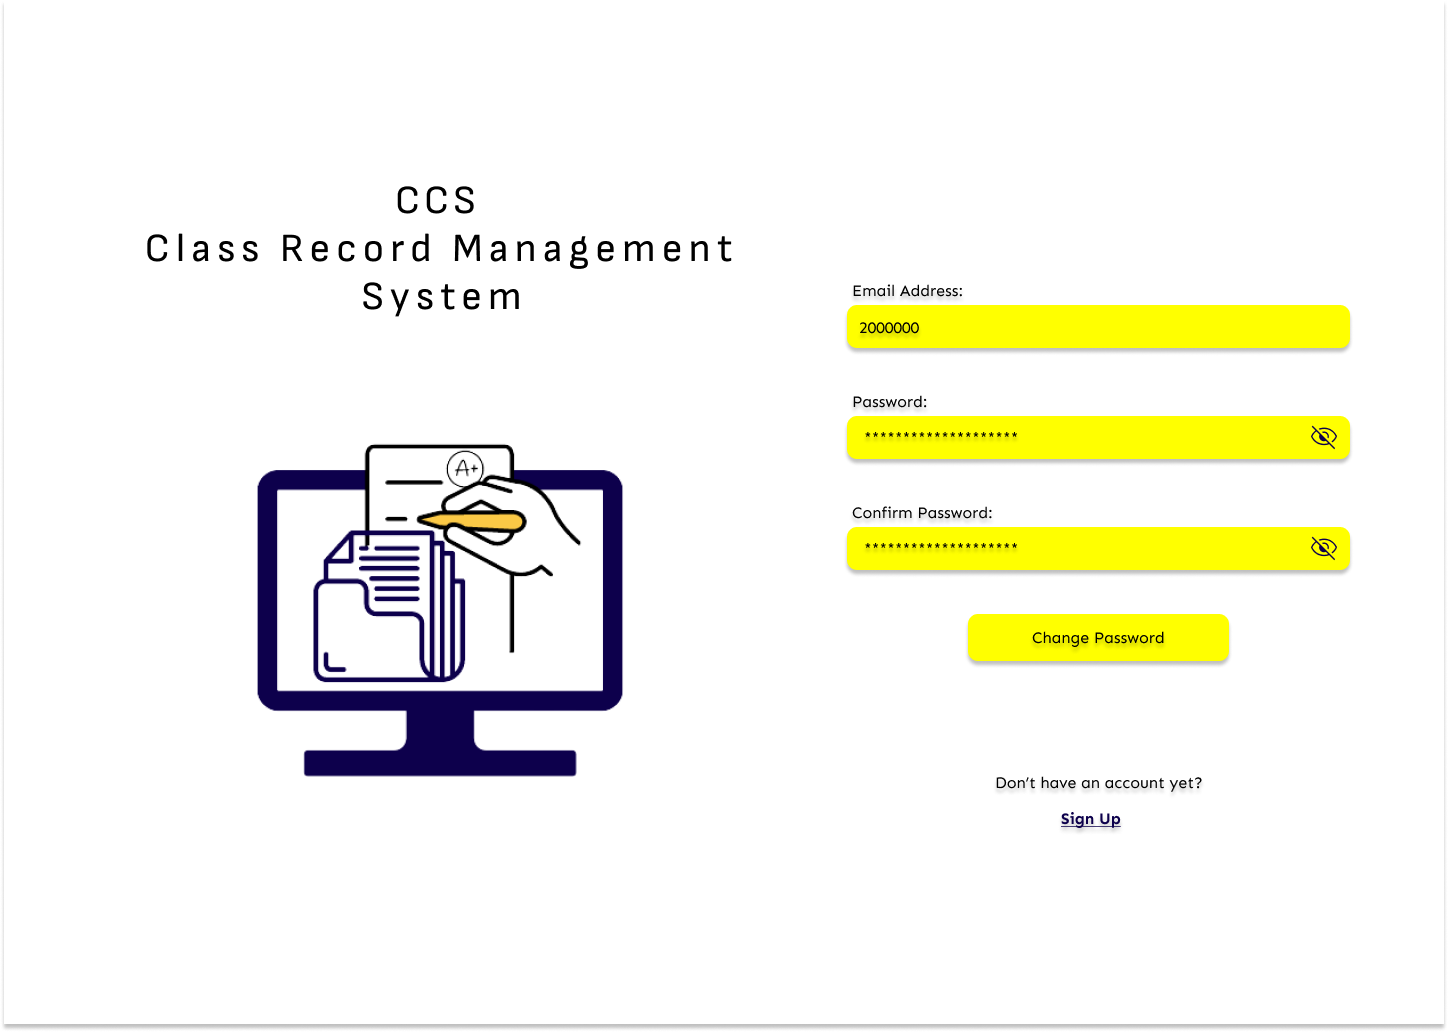 CCS
Class Record Management
System
A+
Email Address:
2000000
Password:
********************
Confirm Password:
********************
Change Password
Don’t have an account yet?
Sign Up